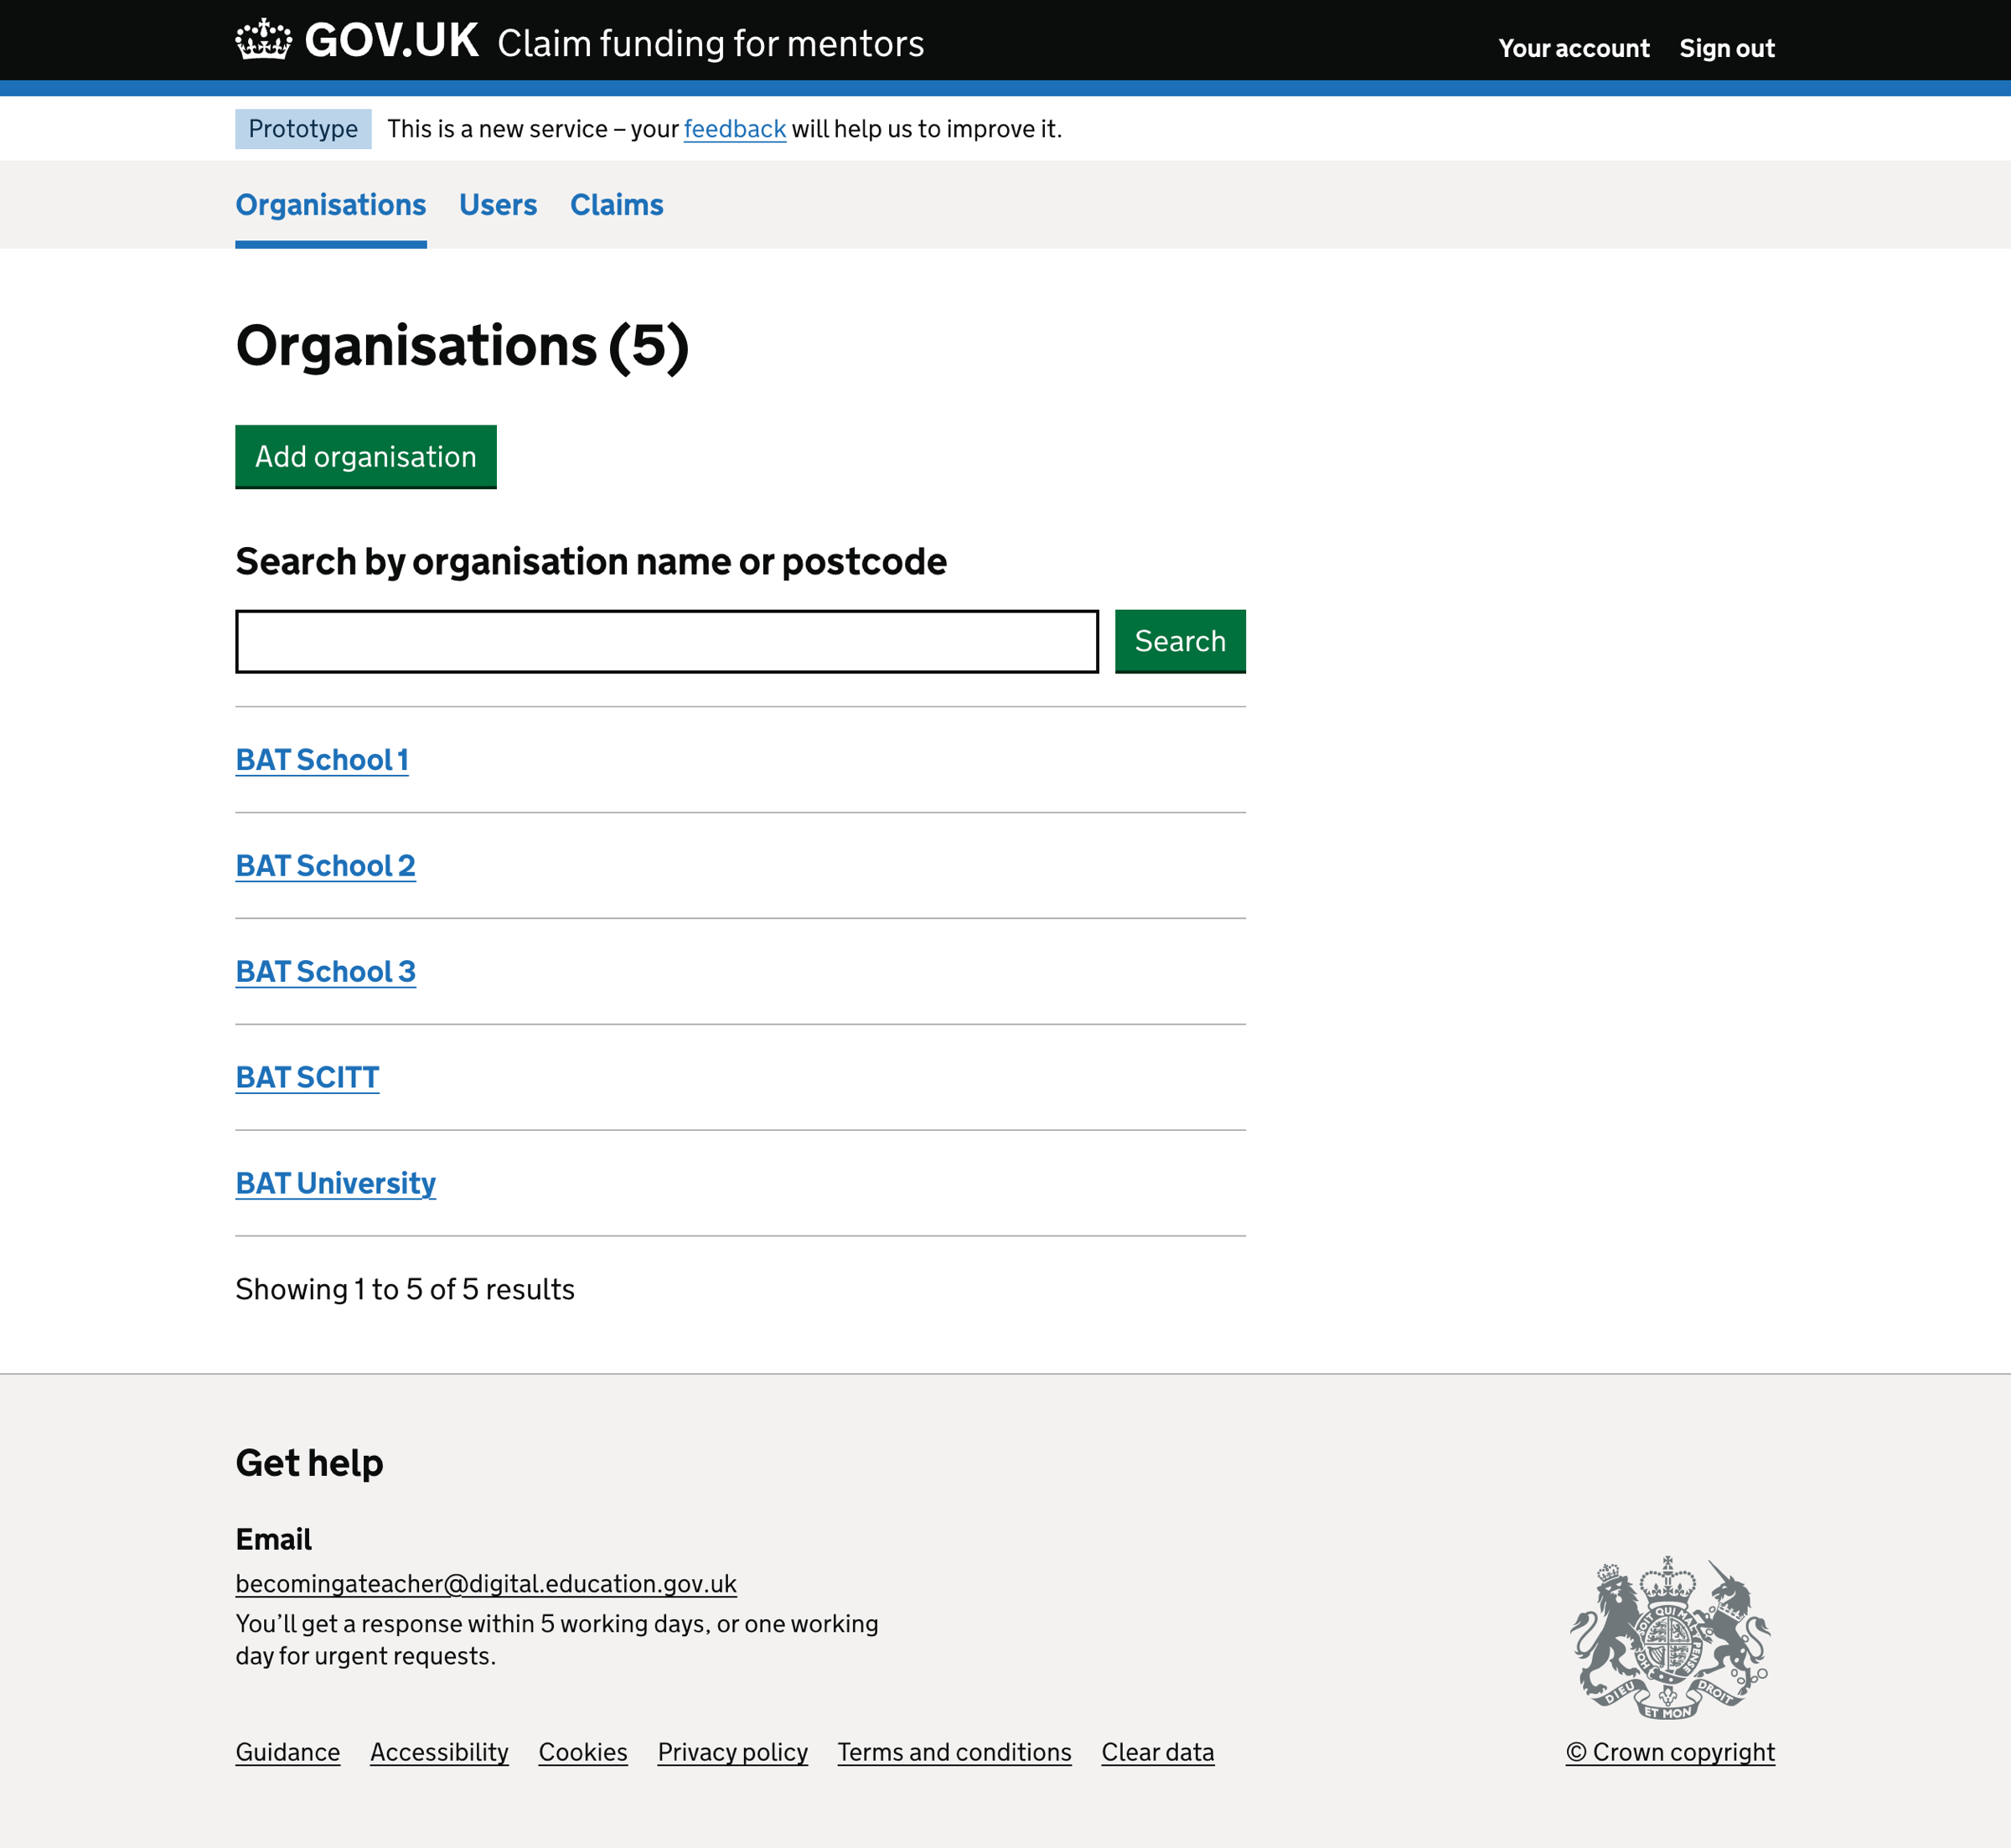 GOV.UK Claim funding for mentors
Your account Sign out
Prototype This is a new service – your feedback will help us to improve it.
Organisations Users Claims
Organisations (5)
Add organisation
Search by organisation name or postcode
Search
BAT School 1
BAT School 2
BAT School 3
BAT SCITT
BAT University
Showing 1 to 5 of 5 results
Get help
Email
becomingateacher@digital.education.gov.uk
You’ll get a response within 5 working days, or one working
day for urgent requests.
DIEU ET MON DROIT
Guidance Accessibility Cookies Privacy policy Terms and conditions Clear data
© Crown copyright